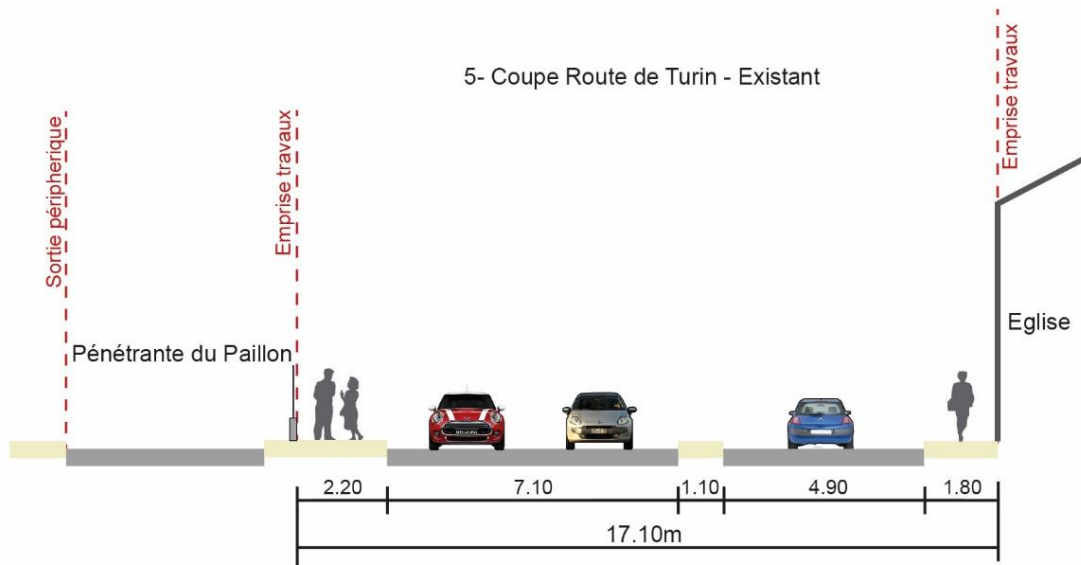 5- Coupe Route de Turin - Existant
Sortie péripherique
Emprise travaux
Emprise travaux
Pénétrante du Paillon
Eglise
2.20
7.10
1.10
4.90
1.80
17.10m